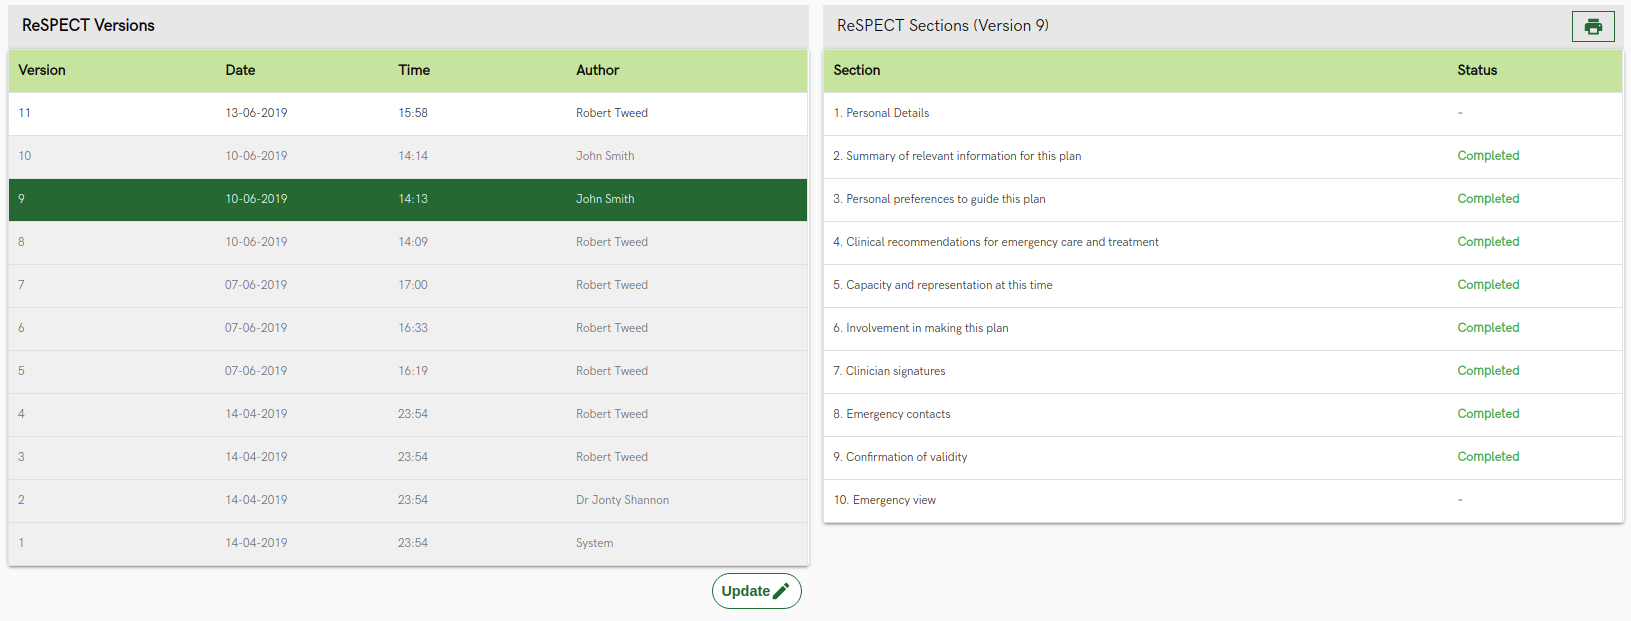 ReSPECT Versions
Version Date Time Author
11 13-06-2019 15:58 Robert Tweed
10 10-06-2019 14:14 John Smith
9 10-06-2019 14:13 John Smith
8 10-06-2019 14:09 Robert Tweed
7 07-06-2019 17:00 Robert Tweed
6 07-06-2019 16:33 Robert Tweed
5 07-06-2019 16:19 Robert Tweed
4 14-04-2019 23:54 Robert Tweed
3 14-04-2019 23:54 Robert Tweed
2 14-04-2019 23:54 Dr Jonty Shannon
1 14-04-2019 23:54 System
Update
ReSPECT Sections (Version 9)
Section Status
1. Personal Details -
2. Summary of relevant information for this plan Completed
3. Personal preferences to guide this plan Completed
4. Clinical recommendations for emergency care and treatment Completed
5. Capacity and representation at this time Completed
6. Involvement in making this plan Completed
7. Clinician signatures Completed
8. Emergency contacts Completed
9. Confirmation of validity Completed
10. Emergency view -